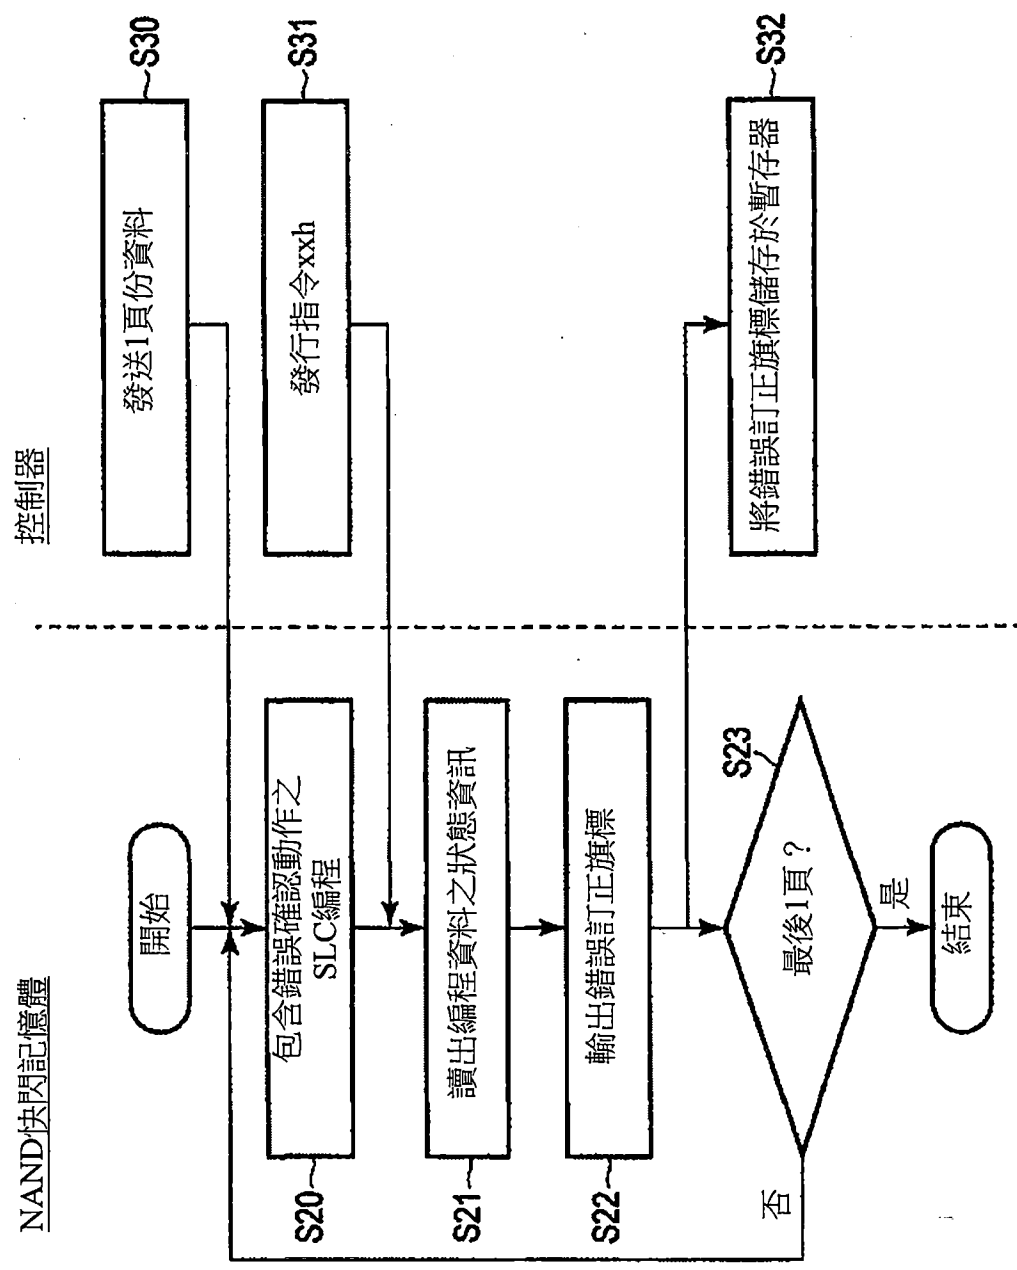 NAND快閃記憶體
控制器
開始
發送1頁份資料
S30
S20
包含錯誤確認動作之
SLC編程
發行指令xxh
S31
S21
讀出編程資料之狀態資訊
S22
輸出錯誤訂正旗標
將錯誤訂正旗標儲存於暫存器
S32
S23
最後1頁？
否
是
結束